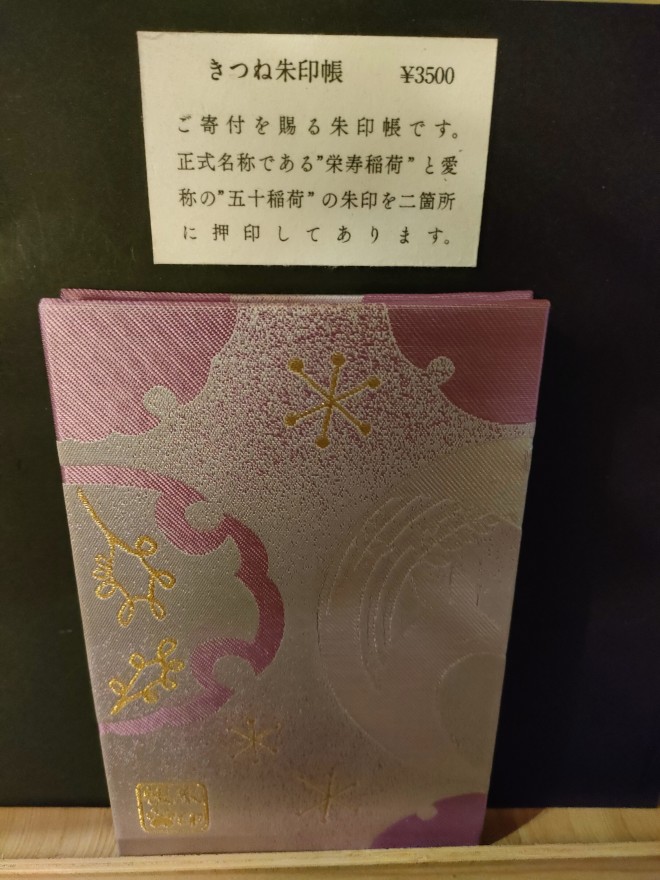 きつね朱印帳 ¥3500
ご寄付を賜る朱印帳です。
正式名称である"栄寿稲荷"と愛
称の"五十稲荷"の朱印を二箇所
に押印してあります。